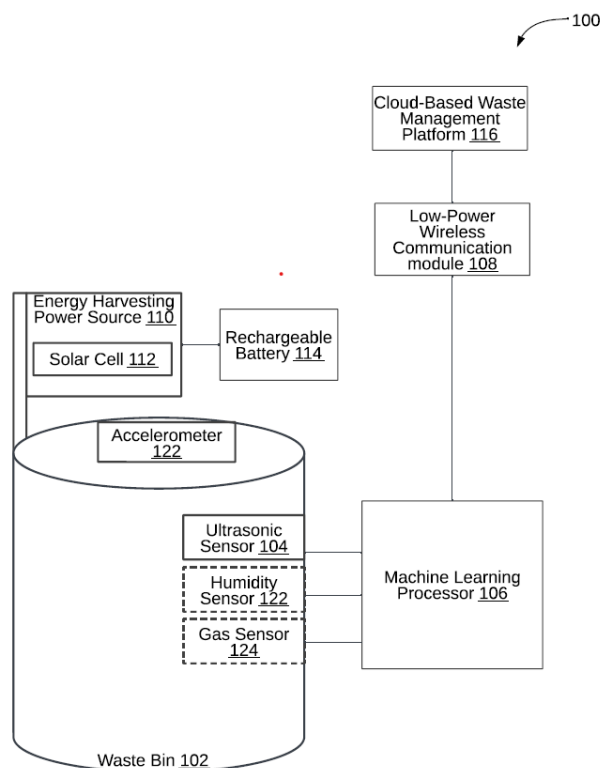 100
Cloud-Based Waste
Management
Platform 116
Low-Power
Wireless
Communication
module 108
Energy Harvesting
Power Source 110
Solar Cell 112
Rechargeable
Battery 114
Accelerometer
122
Ultrasonic
Sensor 104
Humidity
Sensor 122
Gas Sensor
124
Machine Learning
Processor 106
Waste Bin 102